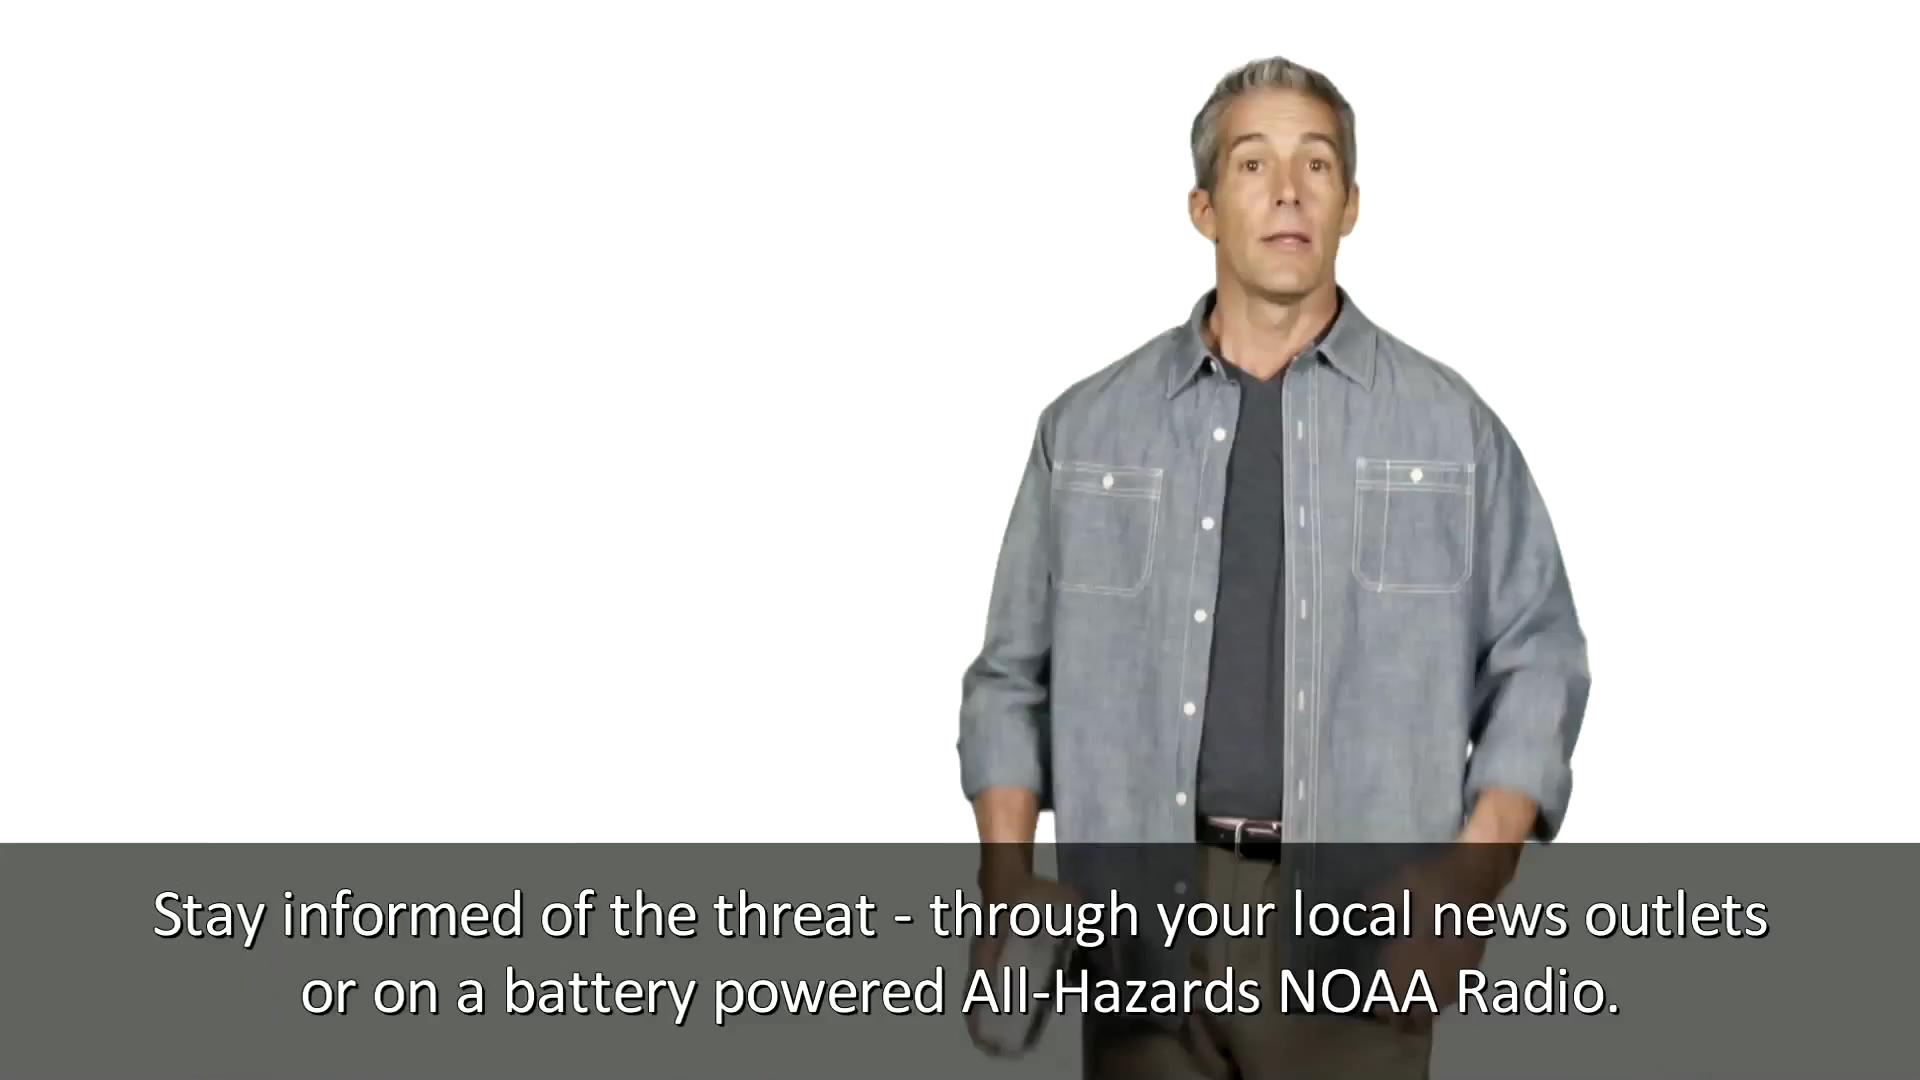 Stay informed of the threat - through your local news outlets
or on a battery powered All-Hazards NOAA Radio.